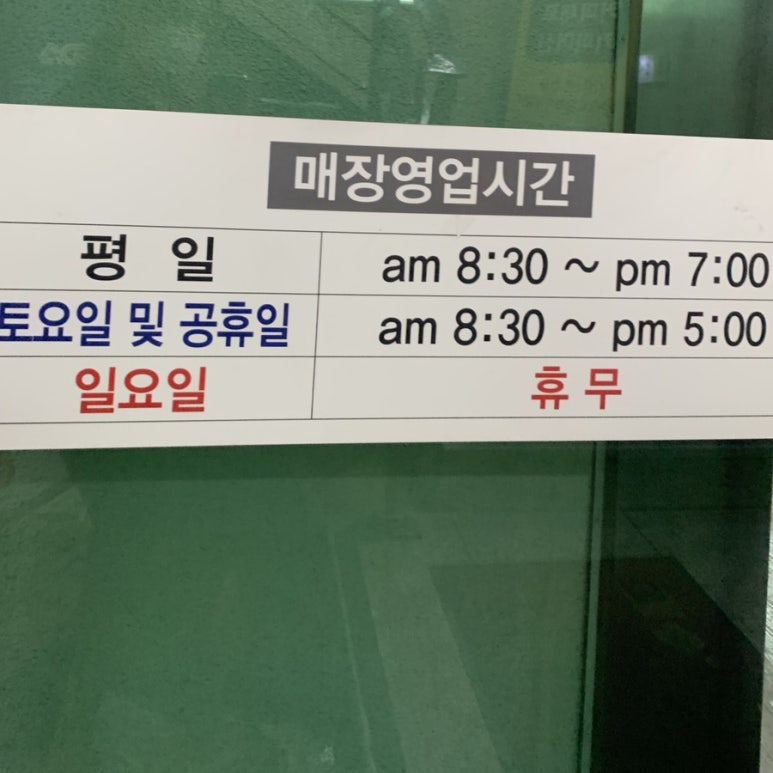 매장영업시간
평 일 am 8:30 ~ pm 7:00
토요일 및 공휴일 am 8:30 ~ pm 5:00
일요일 휴 무